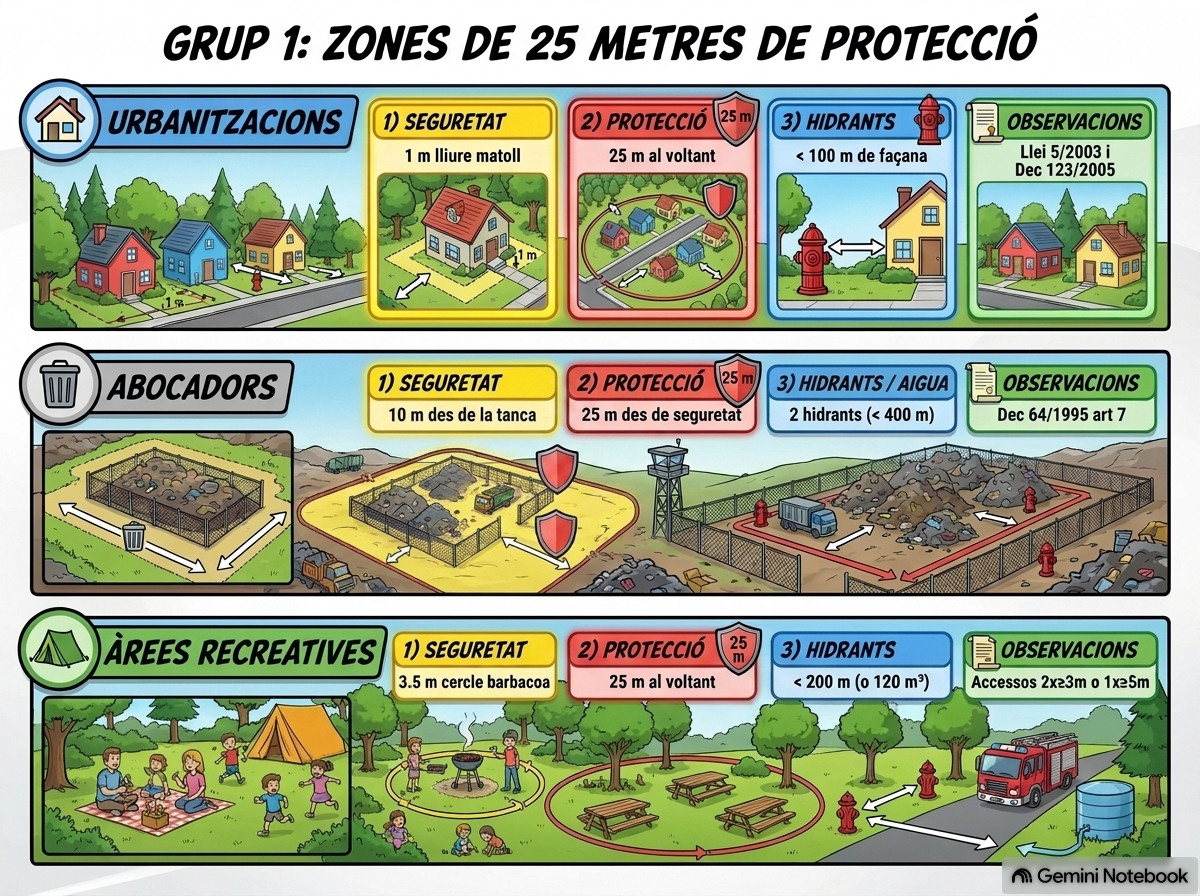 GRUP 1: ZONES DE 25 METRES DE PROTECCIÓ
URBANITZACIONS
1) SEGURETAT
1 m lliure matoll
1 m
2) PROTECCIÓ
25 m
25 m al voltant
3) HIDRANTS
< 100 m de façana
OBSERVACIONS
Llei 5/2003 i
Dec 123/2005
ABOCADORS
1) SEGURETAT
10 m des de la tanca
2) PROTECCIÓ
25 m
25 m des de seguretat
3) HIDRANTS / AIGUA
2 hidrants (< 400 m)
OBSERVACIONS
Dec 64/1995 art 7
ÀREES RECREATIVES
1) SEGURETAT
3.5 m cercle barbacoa
2) PROTECCIÓ
25
m
25 m al voltant
3) HIDRANTS
< 200 m (o 120 m³)
OBSERVACIONS
Accessos 2x≥3m o 1x≥5m
Gemini Notebook